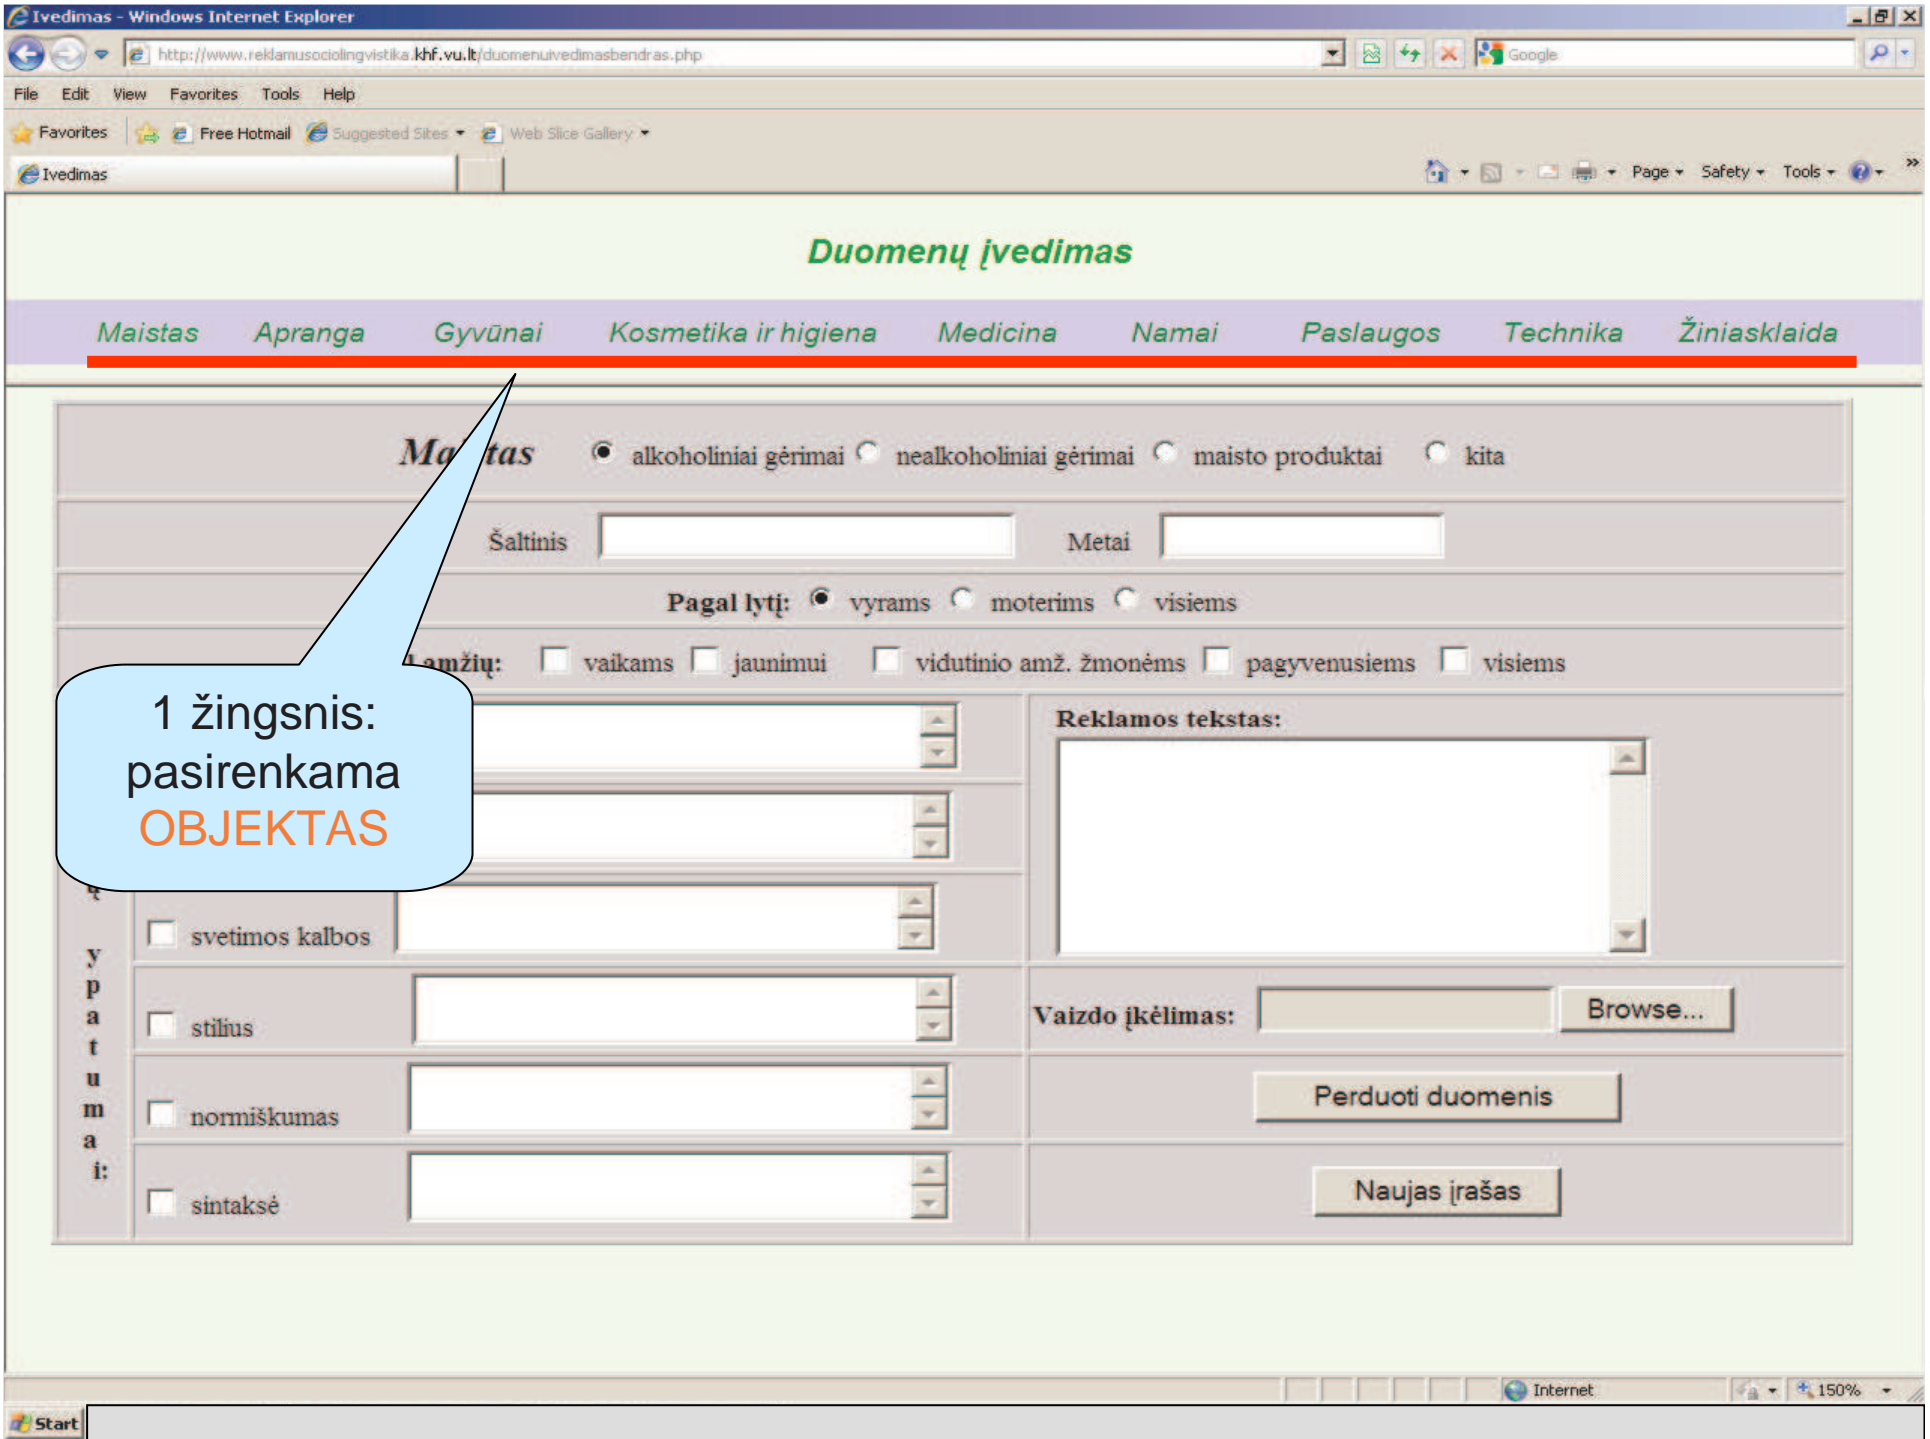 Ivedimas - Windows Internet Explorer
http://www.reklamusociolingvistika.khf.vu.lt/duomenuivedimasbendras.php
Google
File Edit View Favorites Tools Help
Favorites Free Hotmail Suggested Sites Web Slice Gallery
Ivedimas
Page Safety Tools
Duomenų įvedimas
Maistas Apranga Gyvūnai Kosmetika ir higiena Medicina Namai Paslaugos Technika Žiniasklaida
Maistas alkoholiniai gėrimai nealkoholiniai gėrimai maisto produktai kita
Šaltinis Metai
Pagal lytį: vyrams moterims visiems
amžių: vaikams jaunimui vidutinio amž. žmonėms pagyvenusiems visiems
1 žingsnis:
pasirenkama
OBJEKTAS
Reklamos tekstas:
ų
ypatumai:
svetimos kalbos
stilius
Vaizdo įkėlimas: Browse...
normiškumas
Perduoti duomenis
sintaksė
Naujas įrašas
Internet 150%
Start